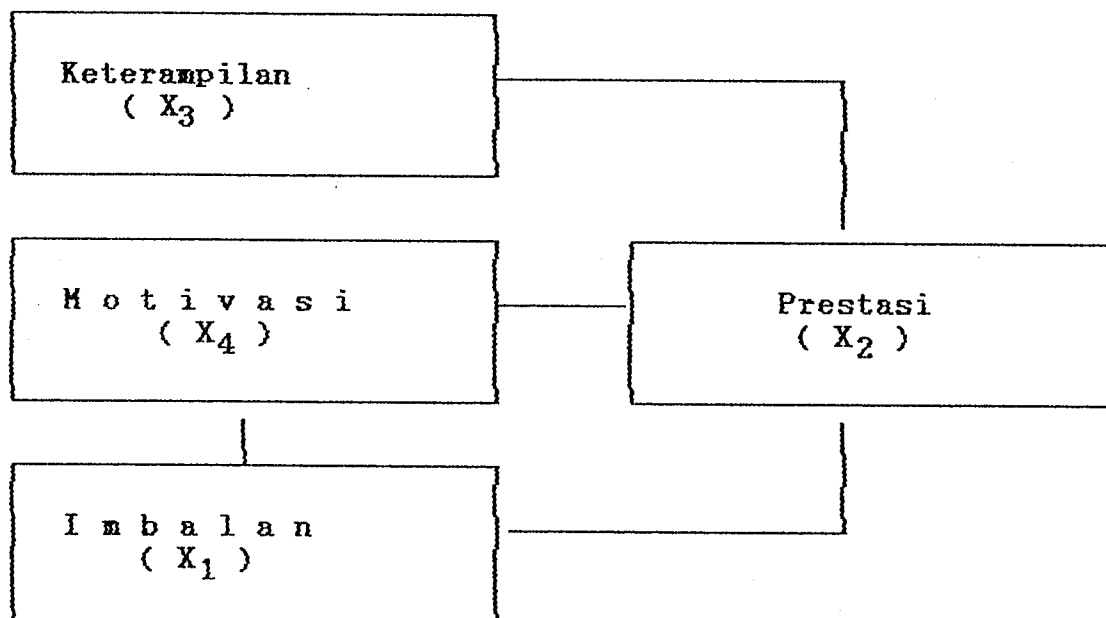 Keterampilan
( X3 )
M o t i v a s i
( X4 )
Prestasi
( X2 )
I m b a l a n
( X1 )